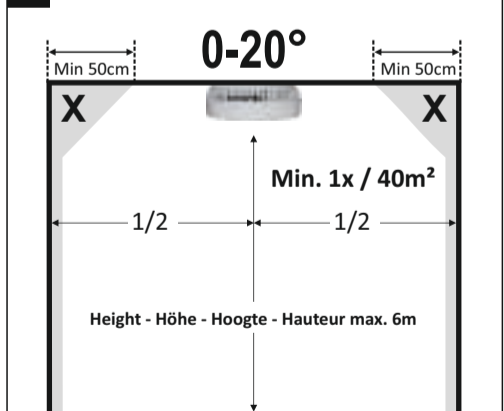 0-20°
Min 50cm
Min 50cm
X
X
Min. 1x / 40m²
1/2
1/2
Height - Höhe - Hoogte - Hauteur max. 6m